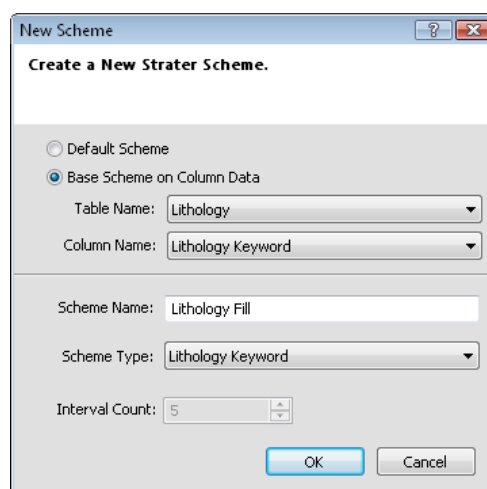 New Scheme
Create a New Strater Scheme.
Default Scheme
Base Scheme on Column Data
Table Name: Lithology
Column Name: Lithology Keyword
Scheme Name: Lithology Fill
Scheme Type: Lithology Keyword
Interval Count: 5
OK Cancel